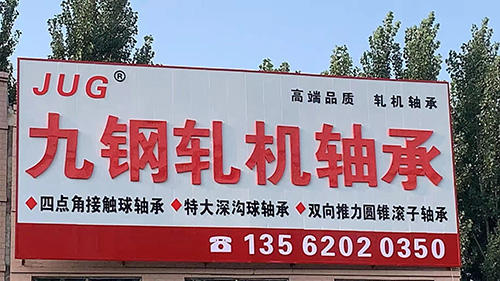 JUG®
高端品质 轧机轴承
九钢轧机轴承
◆四点角接触球轴承 ◆特大深沟球轴承 ◆双向推力圆锥滚子轴承
☎ 135 6202 0350